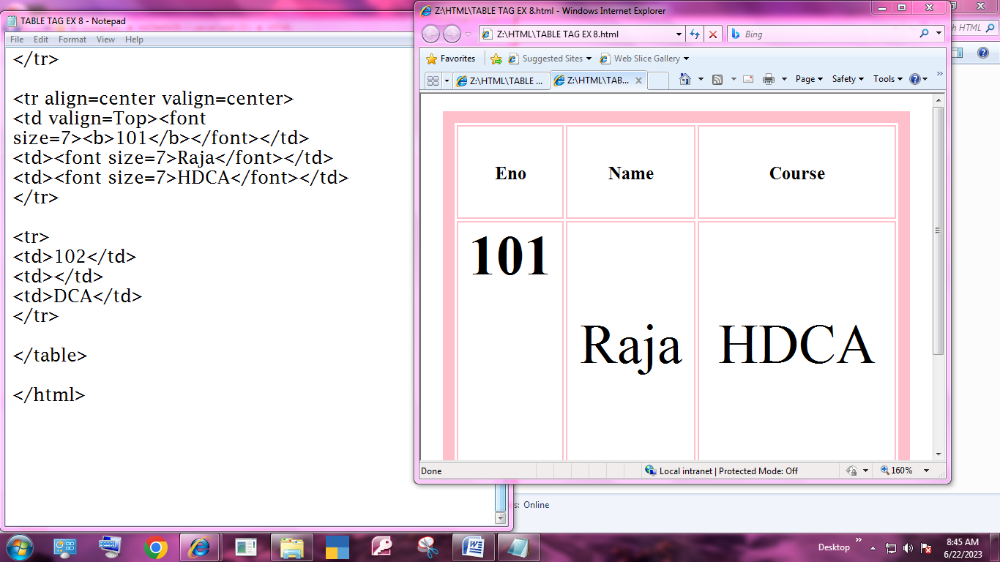 TABLE TAG EX 8 - Notepad
File Edit Format View Help
</tr>
<tr align=center valign=center>
<td valign=Top><font
size=7><b>101</b></font></td>
<td><font size=7>Raja</font></td>
<td><font size=7>HDCA</font></td>
</tr>
<tr>
<td>102</td>
<td></td>
<td>DCA</td>
</tr>
</table>
</html>
Z:\HTML\TABLE TAG EX 8.html - Windows Internet Explorer
Z:\HTML\TABLE TAG EX 8.html
Bing
Favorites Suggested Sites Web Slice Gallery
Z:\HTML\TABLE ... Z:\HTML\TAB... Page Safety Tools
Eno Name Course
101
Raja HDCA
Done Local intranet | Protected Mode: Off 160%
HTML
Online
Desktop
8:45 AM
6/22/2023